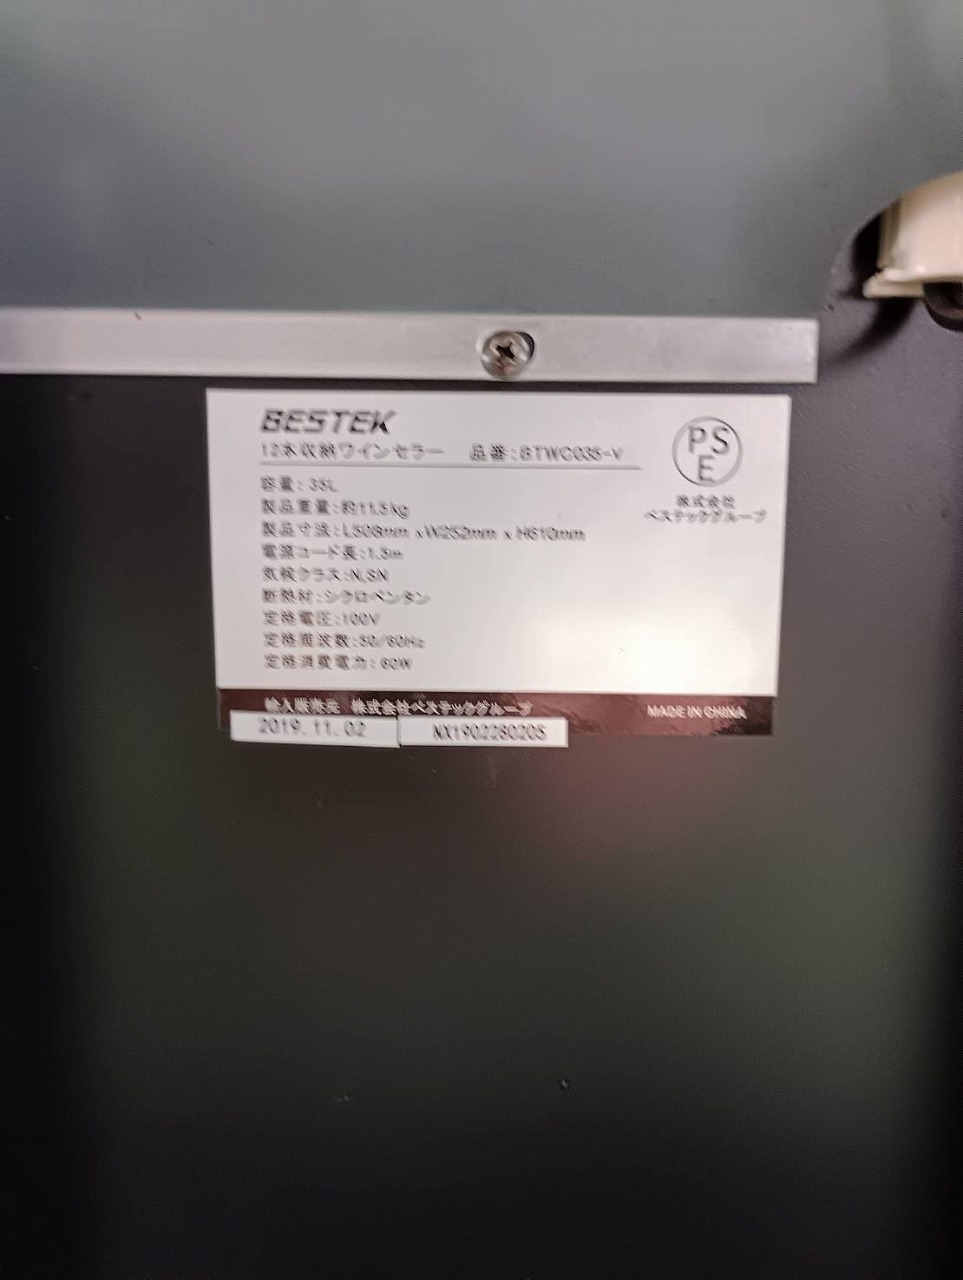 BESTEK
12本収納ワインセラー 品番:BTWC035-V
容量: 35L
製品重量:約11.5kg
製品寸法:L508mm xW252mm x H610mm
電源コード長:1.5m
気候クラス:N,SN
断熱材:シクロペンタン
定格電圧:100V
定格周波数:50/60Hz
定格消費電力: 60W
PS
E
株式会社
ベステックグループ
輸入販売元 株式会社ベステックグループ MADE IN CHINA
2019.11.02 NX1902280205